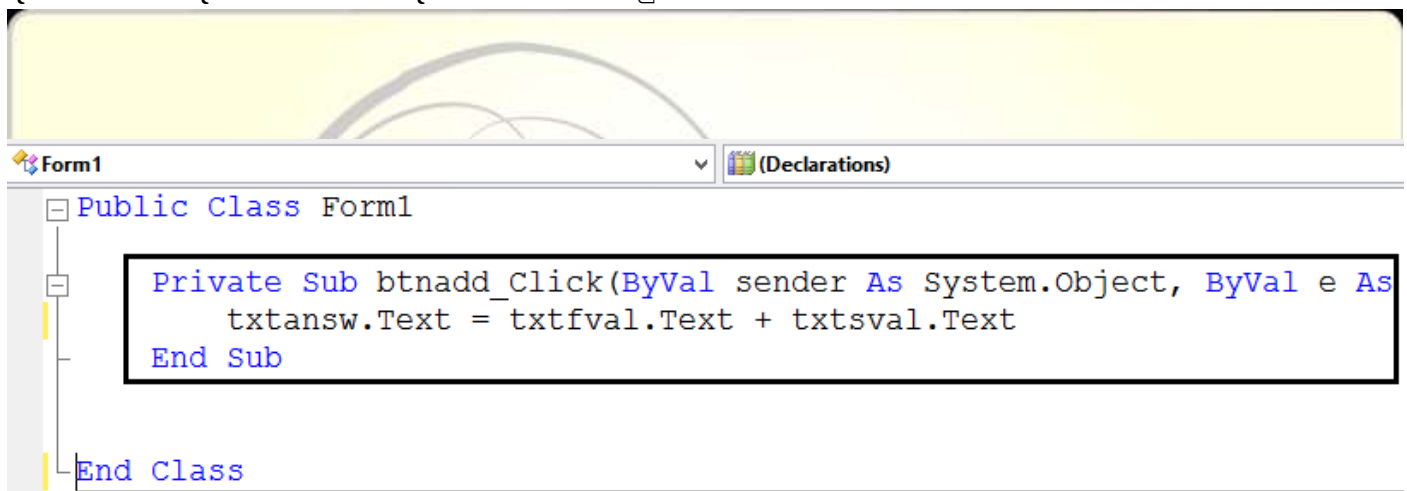 Form1 (Declarations)
Public Class Form1
Private Sub btnadd_Click(ByVal sender As System.Object, ByVal e As
txtansw.Text = txtfval.Text + txtsval.Text
End Sub
End Class